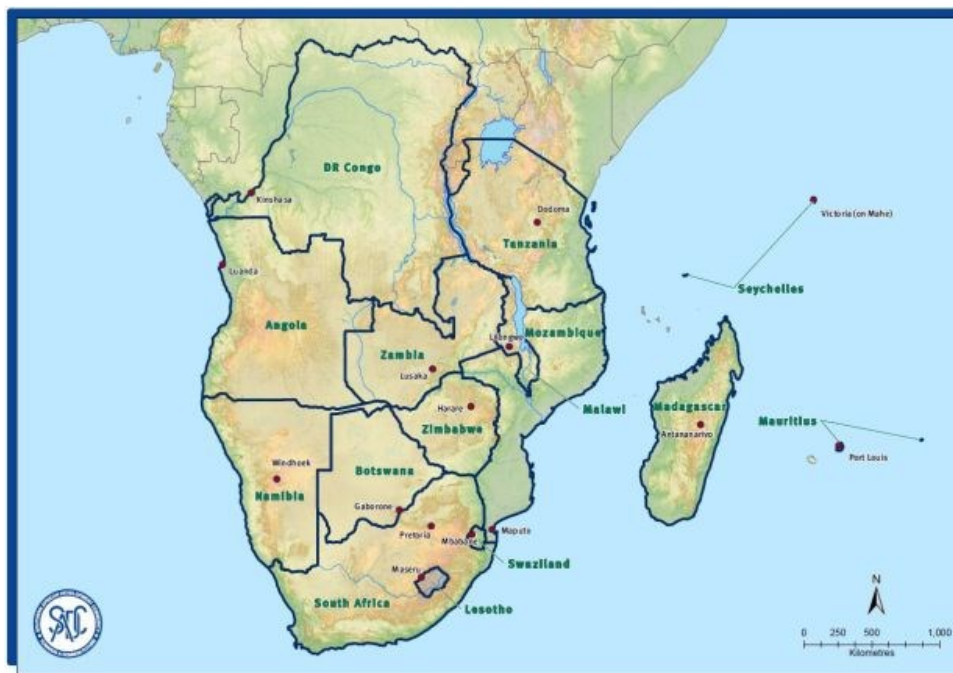 DR Congo
Kinshasa
Dodoma
Victoria (on Mahe)
Tanzania
Luanda
Seychelles
Angola
Mozambique
Lilongwe
Zambia
Lusaka
Malawi
Madagascar
Harare
Zimbabwe
Mauritius
Antananarivo
Port Louis
Windhoek
Botswana
Namibia
Gaborone
Pretoria
Mbabane
Maputo
Swaziland
Maseru
South Africa
Lesotho
N
SADC
0 250 500 1,000
Kilometres